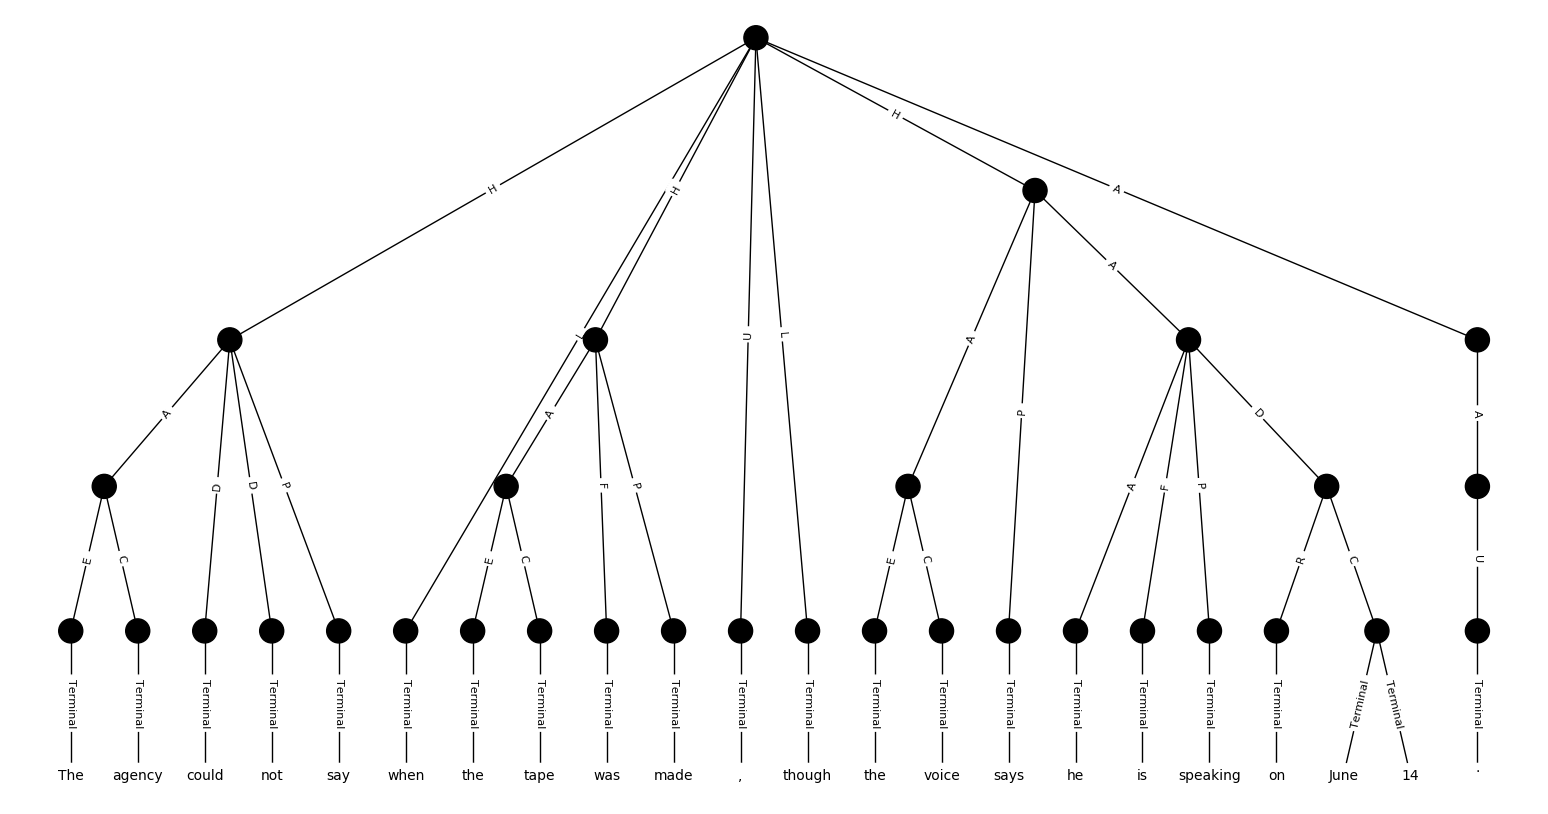 H
H
H
A
L
U
L
A
A
A
A
P
D
A
D
D
P
F
P
A
F
P
E
C
E
C
E
C
R
C
U
Terminal Terminal Terminal Terminal Terminal Terminal Terminal Terminal Terminal Terminal Terminal Terminal Terminal Terminal Terminal Terminal Terminal Terminal Terminal Terminal Terminal Terminal
The agency could not say when the tape was made , though the voice says he is speaking on June 14 .